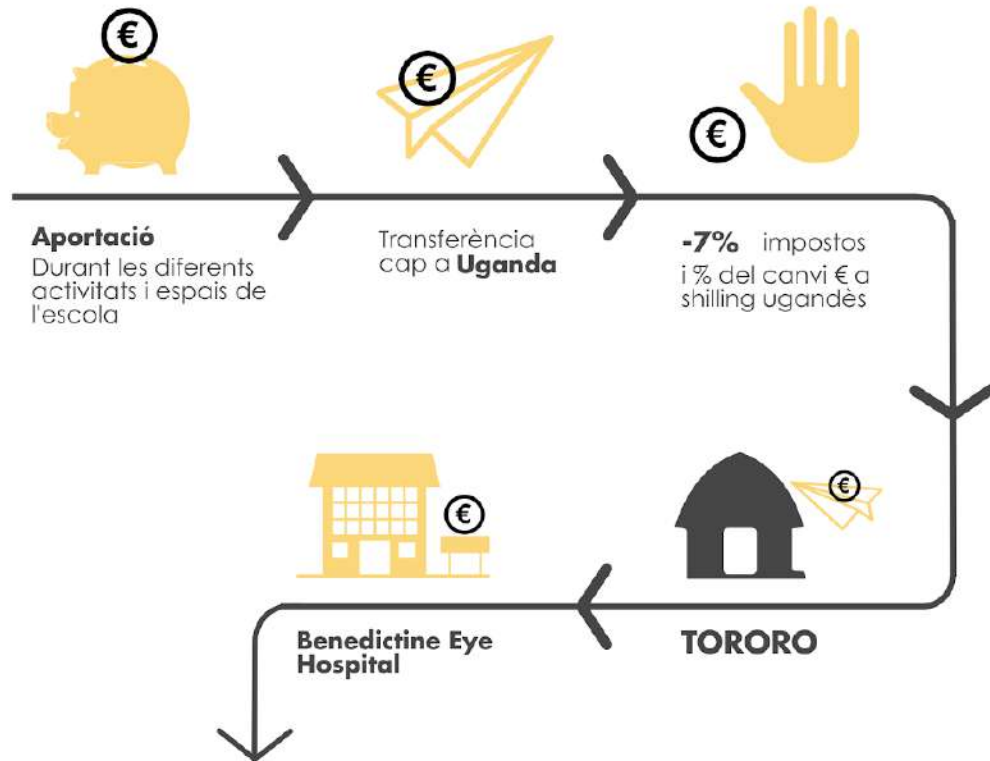 €
€
€
Aportació
Durant les diferents
activitats i espais de
l'escola
Transferència
cap a Uganda
-7% impostos
i % del canvi € a
shilling ugandès
€
€
Benedictine Eye
Hospital
TORORO